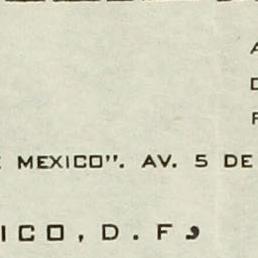 MEXICO". AV. 5 DE
ICO, D. F,